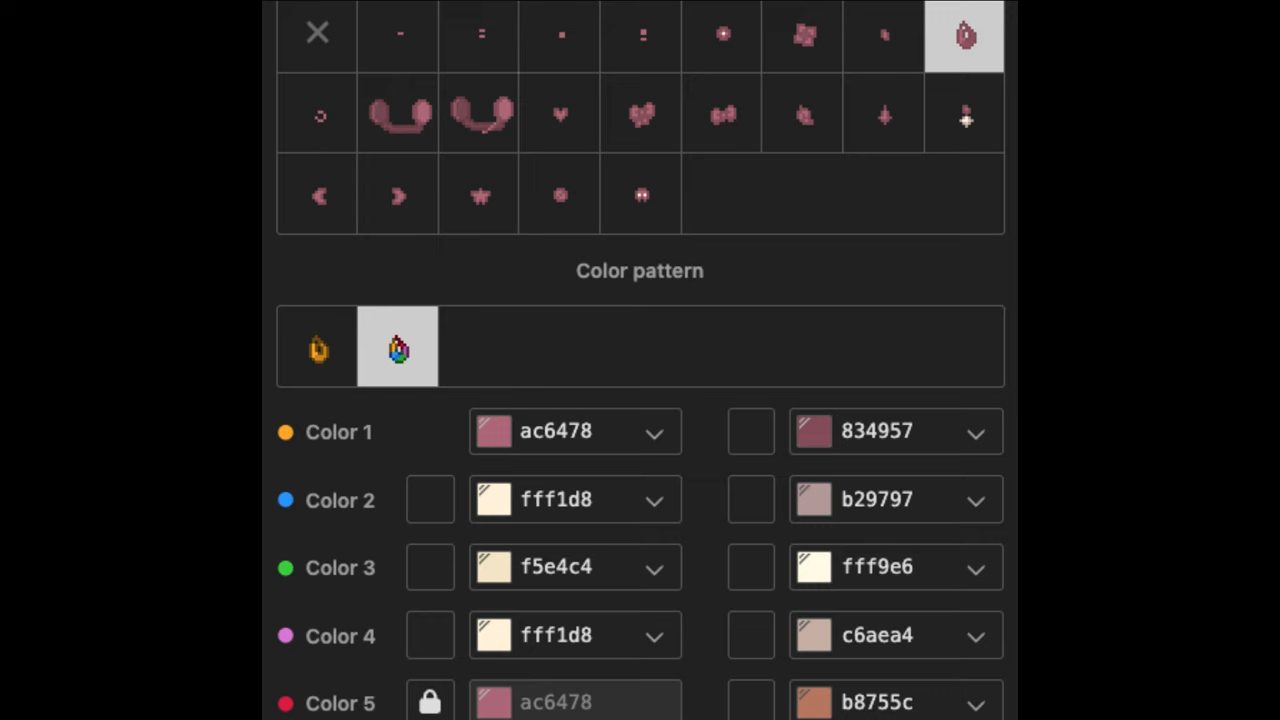 Color pattern
Color 1 ac6478 834957
Color 2 fff1d8 b29797
Color 3 f5e4c4 fff9e6
Color 4 fff1d8 c6aea4
Color 5 ac6478 b8755c